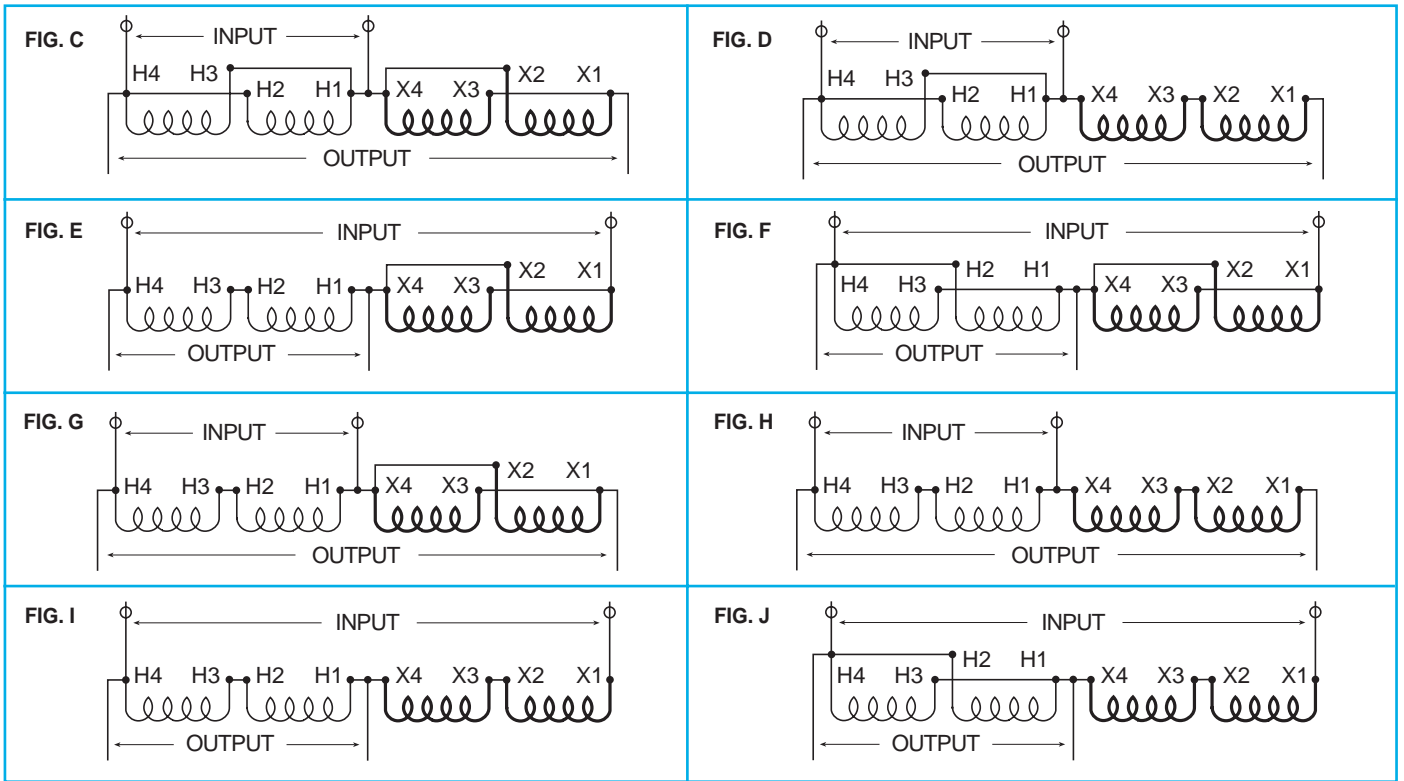 FIG. C
INPUT
H4 H3 H2 H1 X4 X3 X2 X1
OUTPUT
FIG. D
INPUT
H4 H3 H2 H1 X4 X3 X2 X1
OUTPUT
FIG. E
INPUT
H4 H3 H2 H1 X4 X3 X2 X1
OUTPUT
FIG. F
INPUT
H4 H3 H2 H1 X4 X3 X2 X1
OUTPUT
FIG. G
INPUT
H4 H3 H2 H1 X4 X3 X2 X1
OUTPUT
FIG. H
INPUT
H4 H3 H2 H1 X4 X3 X2 X1
OUTPUT
FIG. I
INPUT
H4 H3 H2 H1 X4 X3 X2 X1
OUTPUT
FIG. J
INPUT
H4 H3 H2 H1 X4 X3 X2 X1
OUTPUT